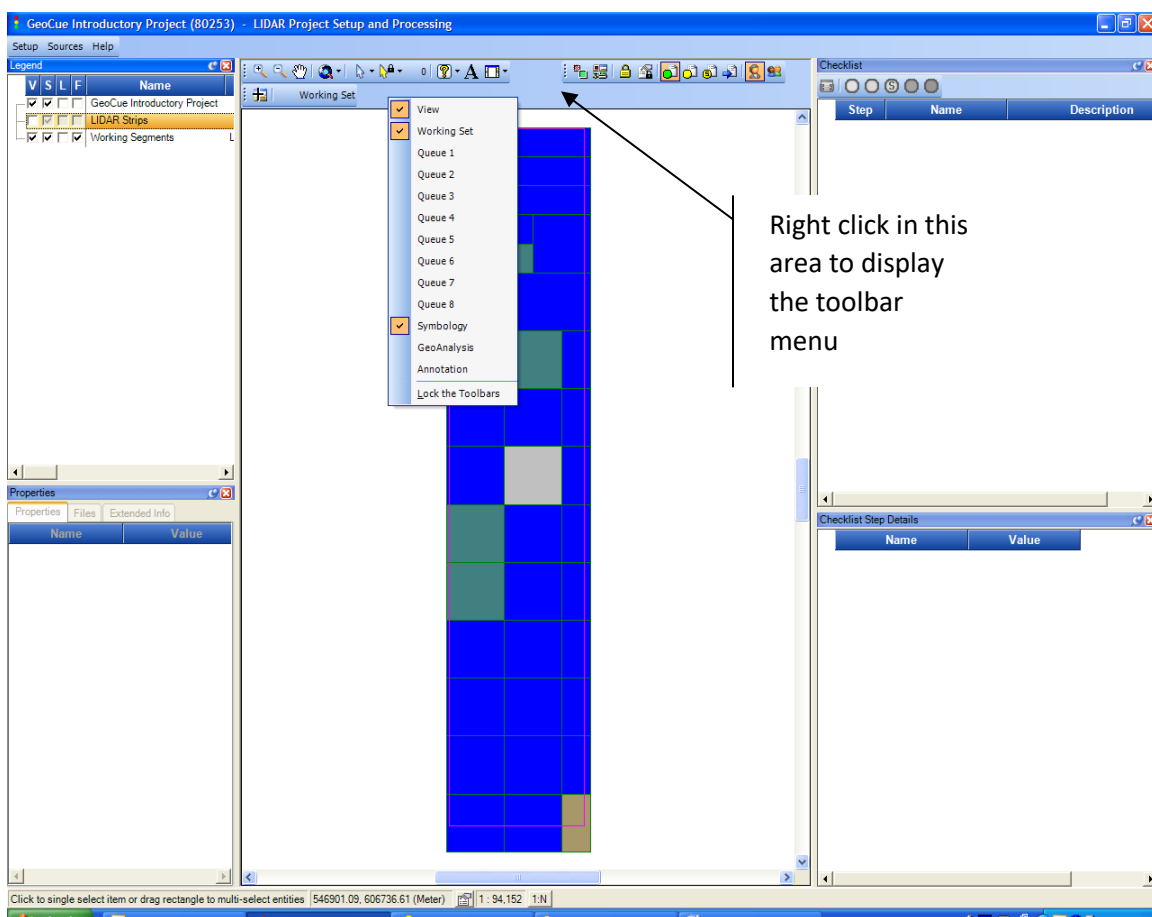 GeoCue Introductory Project (80253) - LIDAR Project Setup and Processing
Setup Sources Help
Legend
V S L F Name
GeoCue Introductory Project
LIDAR Strips
Working Segments L
0 ? A
S
Working Set
View
Working Set
Queue 1
Queue 2
Queue 3
Queue 4
Queue 5
Queue 6
Queue 7
Queue 8
Symbology
GeoAnalysis
Annotation
Lock the Toolbars
Right click in this
area to display
the toolbar
menu
Checklist
S
Step Name Description
Properties
Properties Files Extended Info
Name Value
Checklist Step Details
Name Value
Click to single select item or drag rectangle to multi-select entities 546901.09, 606736.61 (Meter) 1 : 94,152 1:N